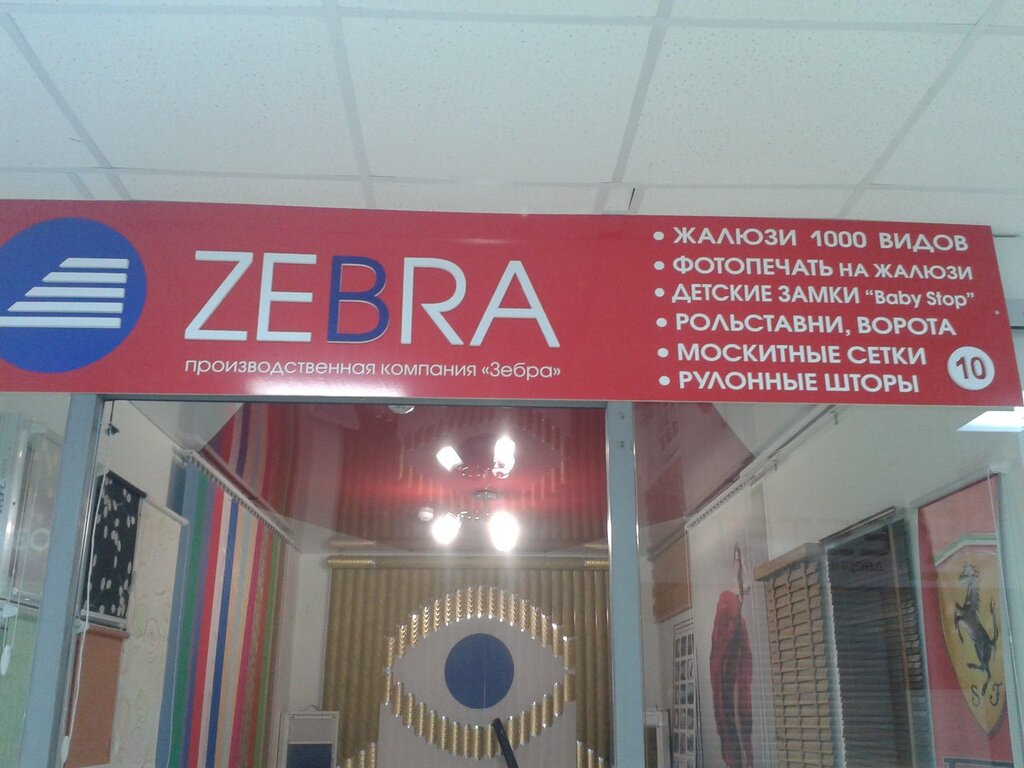 ZEBRA
производственная компания «Зебра»
• ЖАЛЮЗИ 1000 ВИДОВ
• ФОТОПЕЧАТЬ НА ЖАЛЮЗИ
• ДЕТСКИЕ ЗАМКИ “Baby Stop”
• РОЛЬСТАВНИ, ВОРОТА
• МОСКИТНЫЕ СЕТКИ
• РУЛОННЫЕ ШТОРЫ
10
S F